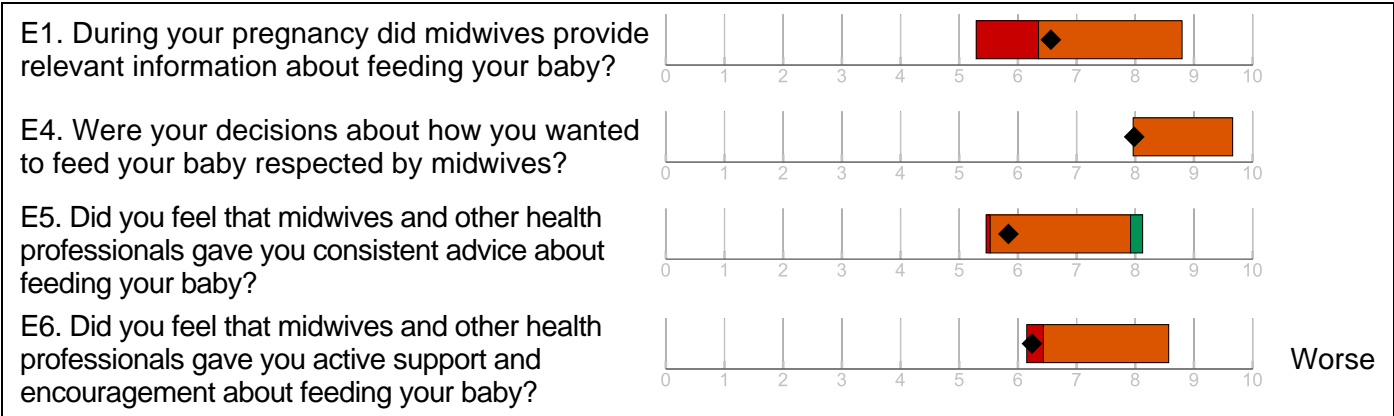 E1. During your pregnancy did midwives provide
relevant information about feeding your baby?
0 1 2 3 4 5 6 7 8 9 10
E4. Were your decisions about how you wanted
to feed your baby respected by midwives?
0 1 2 3 4 5 6 7 8 9 10
E5. Did you feel that midwives and other health
professionals gave you consistent advice about
feeding your baby?
0 1 2 3 4 5 6 7 8 9 10
E6. Did you feel that midwives and other health
professionals gave you active support and
encouragement about feeding your baby?
0 1 2 3 4 5 6 7 8 9 10
Worse